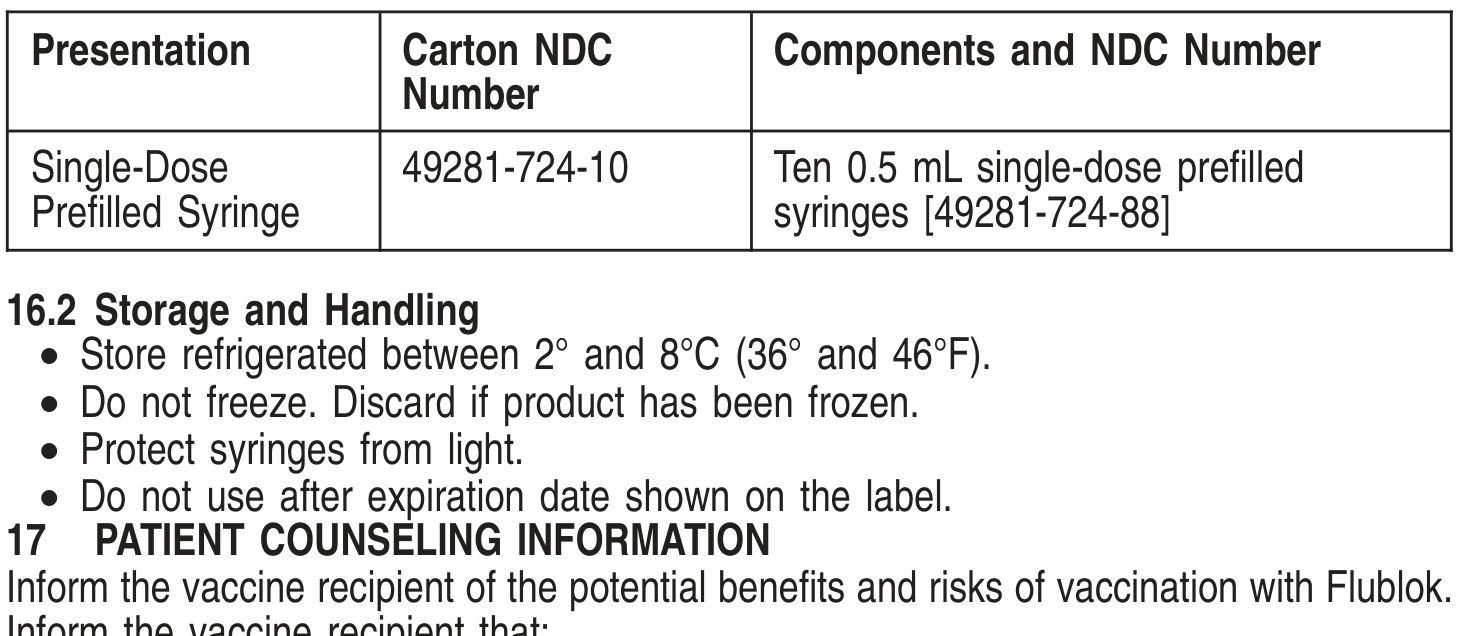 Presentation
Carton NDC
Number
Components and NDC Number
Single-Dose
Prefilled Syringe
49281-724-10
Ten 0.5 mL single-dose prefilled
syringes [49281-724-88]
16.2 Storage and Handling
• Store refrigerated between 2° and 8°C (36° and 46°F).
• Do not freeze. Discard if product has been frozen.
• Protect syringes from light.
• Do not use after expiration date shown on the label.
17 PATIENT COUNSELING INFORMATION
Inform the vaccine recipient of the potential benefits and risks of vaccination with Flublok.
Inform the vaccine recipient that: